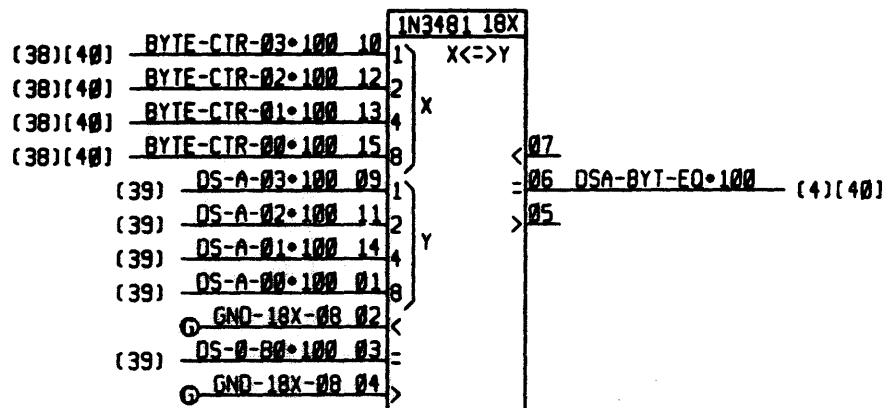 1N3481 18X
X<=>Y
(38)(40) BYTE-CTR-03•100 10 1
(38)(40) BYTE-CTR-02•100 12 2
(38)(40) BYTE-CTR-01•100 13 4
X
(38)(40) BYTE-CTR-00•100 15 8
< 07
(39) DS-A-03•100 09 1
= 06 DSA-BYT-EQ•100 (4)(40)
(39) DS-A-02•100 11 2
> 05
(39) DS-A-01•100 14 4
Y
(39) DS-A-00•100 01 8
G GND-18X-08 02 <
(39) DS-0-B0•100 03 =
G GND-18X-08 04 >